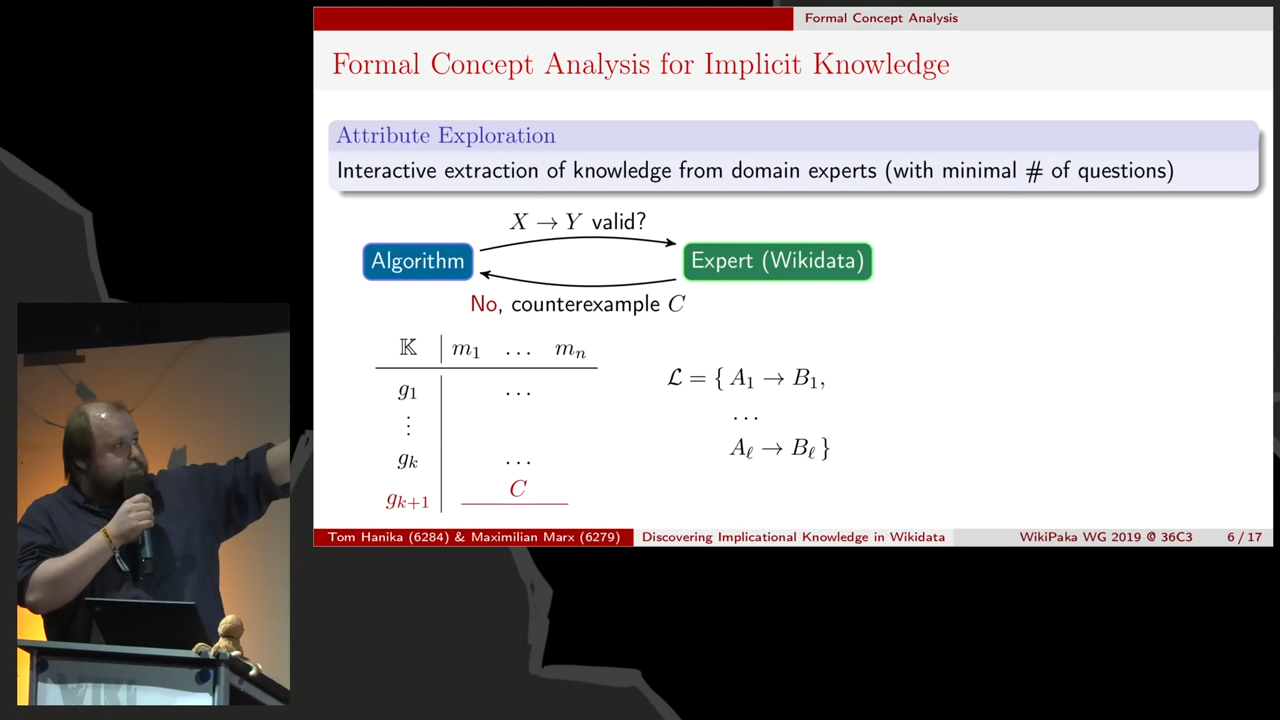 Formal Concept Analysis
Formal Concept Analysis for Implicit Knowledge
Attribute Exploration
Interactive extraction of knowledge from domain experts (with minimal # of questions)
X → Y valid?
Algorithm
Expert (Wikidata)
No, counterexample C
𝕂 m₁ … mₙ
g₁ …
⋮
gₖ …
gₖ₊₁ C
ℒ = { A₁ → B₁,
…
A_ℓ → B_ℓ }
Tom Hanika (6284) & Maximilian Marx (6279) Discovering Implicational Knowledge in Wikidata WikiPaka WG 2019 @ 36C3 6 / 17